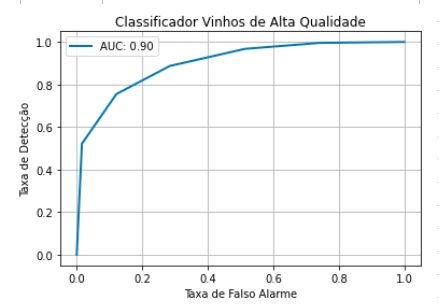 Classificador Vinhos de Alta Qualidade
AUC: 0.90
Taxa de Detecção
1.0
0.8
0.6
0.4
0.2
0.0
0.0 0.2 0.4 0.6 0.8 1.0
Taxa de Falso Alarme